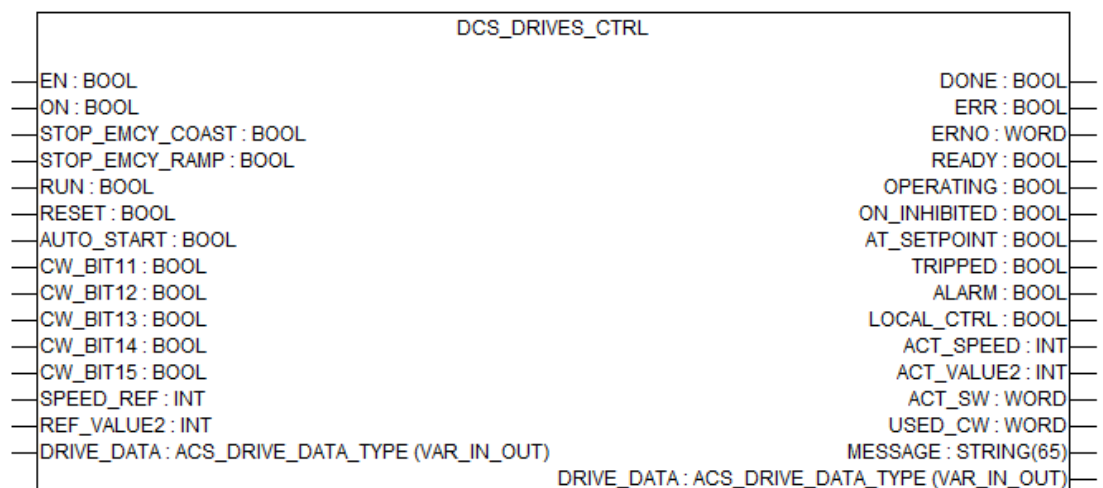 DCS_DRIVES_CTRL
EN : BOOL DONE : BOOL
ON : BOOL ERR : BOOL
STOP_EMCY_COAST : BOOL ERNO : WORD
STOP_EMCY_RAMP : BOOL READY : BOOL
RUN : BOOL OPERATING : BOOL
RESET : BOOL ON_INHIBITED : BOOL
AUTO_START : BOOL AT_SETPOINT : BOOL
CW_BIT11 : BOOL TRIPPED : BOOL
CW_BIT12 : BOOL ALARM : BOOL
CW_BIT13 : BOOL LOCAL_CTRL : BOOL
CW_BIT14 : BOOL ACT_SPEED : INT
CW_BIT15 : BOOL ACT_VALUE2 : INT
SPEED_REF : INT ACT_SW : WORD
REF_VALUE2 : INT USED_CW : WORD
DRIVE_DATA : ACS_DRIVE_DATA_TYPE (VAR_IN_OUT) MESSAGE : STRING(65)
DRIVE_DATA : ACS_DRIVE_DATA_TYPE (VAR_IN_OUT)